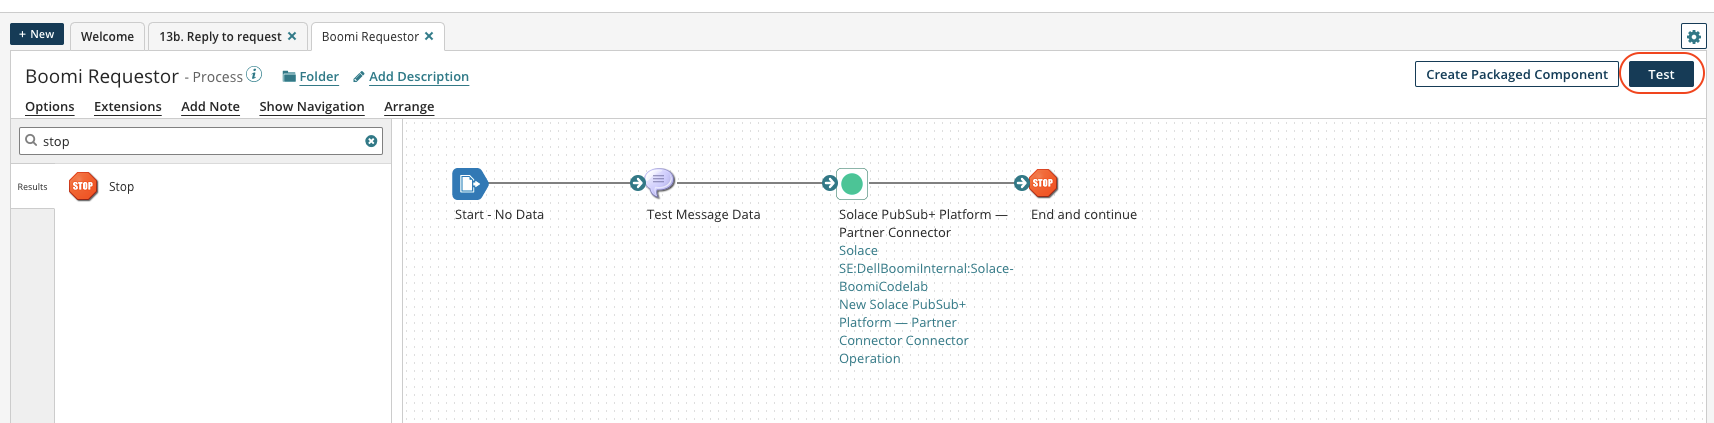 + New
Welcome
13b. Reply to request ×
Boomi Requestor ×
Boomi Requestor - Process i
Folder
Add Description
Create Packaged Component
Test
Options
Extensions
Add Note
Show Navigation
Arrange
stop
Results
STOP
Stop
STOP
Start - No Data
Test Message Data
Solace PubSub+ Platform —
Partner Connector
Solace
SE:DellBoomiInternal:Solace-
BoomiCodelab
New Solace PubSub+
Platform — Partner
Connector Connector
Operation
End and continue